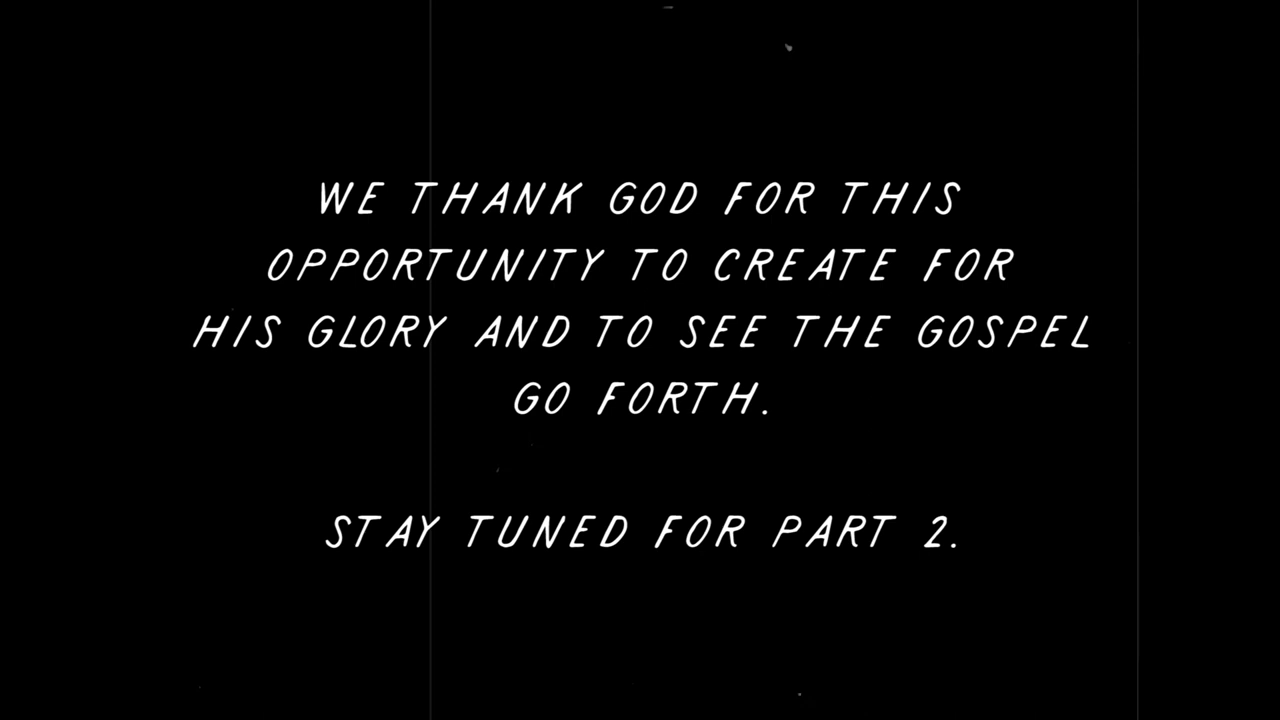 WE THANK GOD FOR THIS
OPPORTUNITY TO CREATE FOR
HIS GLORY AND TO SEE THE GOSPEL
GO FORTH.
STAY TUNED FOR PART 2.